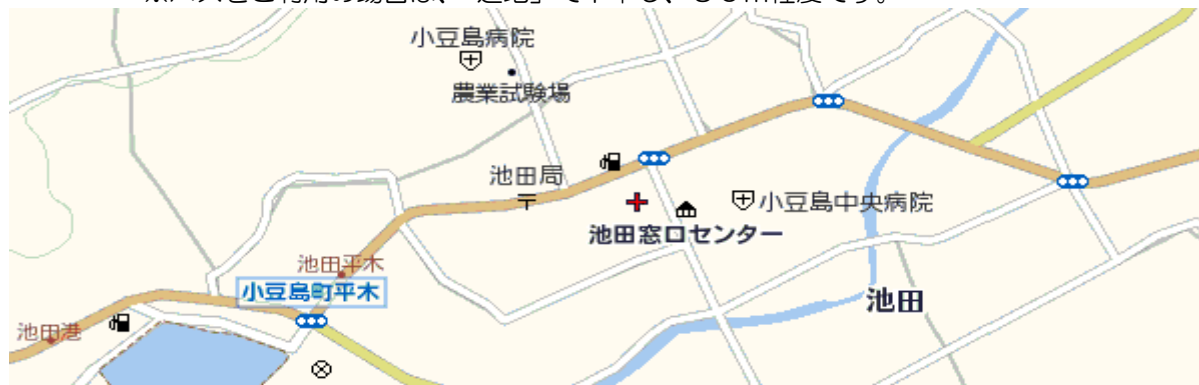 小豆島病院
農業試験場
池田局
小豆島中央病院
池田窓口センター
池田平木
小豆島町平木
池田
池田港